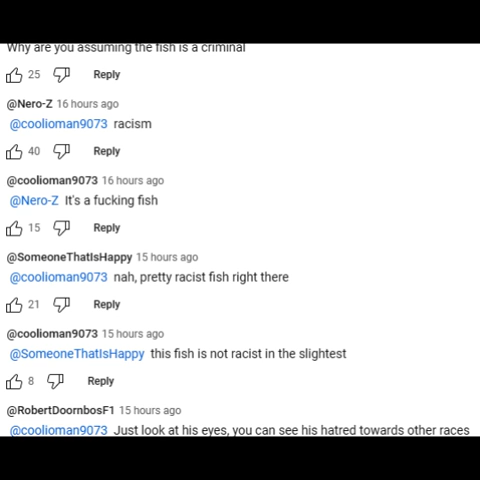 Why are you assuming the fish is a criminal
25 Reply
@Nero-Z 16 hours ago
@coolioman9073 racism
40 Reply
@coolioman9073 16 hours ago
@Nero-Z It's a fucking fish
15 Reply
@SomeoneThatIsHappy 15 hours ago
@coolioman9073 nah, pretty racist fish right there
21 Reply
@coolioman9073 15 hours ago
@SomeoneThatIsHappy this fish is not racist in the slightest
8 Reply
@RobertDoornbosF1 15 hours ago
@coolioman9073 Just look at his eyes, you can see his hatred towards other races